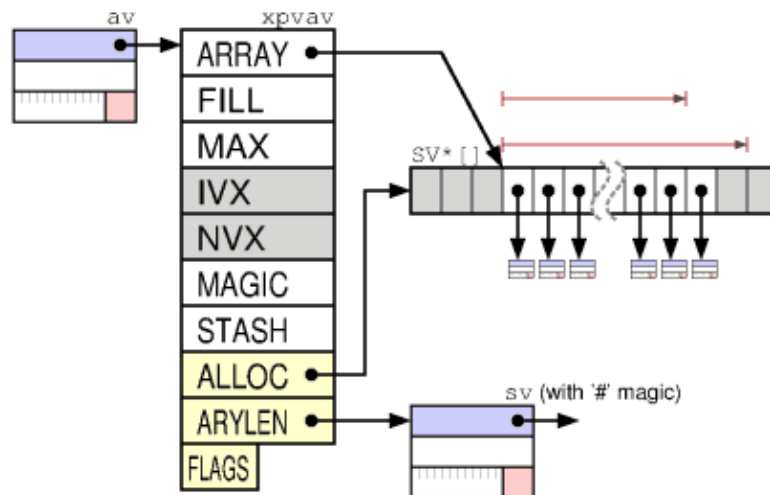 av
xpvav
ARRAY
FILL
MAX
SV*[]
IVX
NVX
MAGIC
STASH
ALLOC
sv (with '#' magic)
ARYLEN
FLAGS